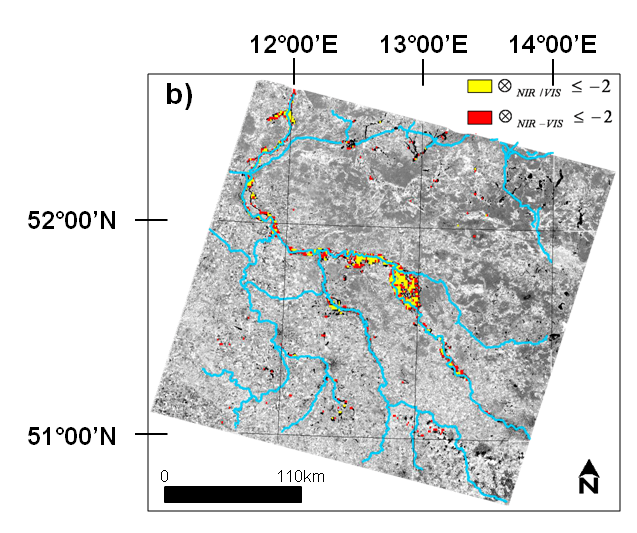 12°00’E 13°00’E 14°00’E
b)
⊗ NIR /VIS ≤ −2
⊗ NIR −VIS ≤ −2
52°00’N
51°00’N
0 110km
N